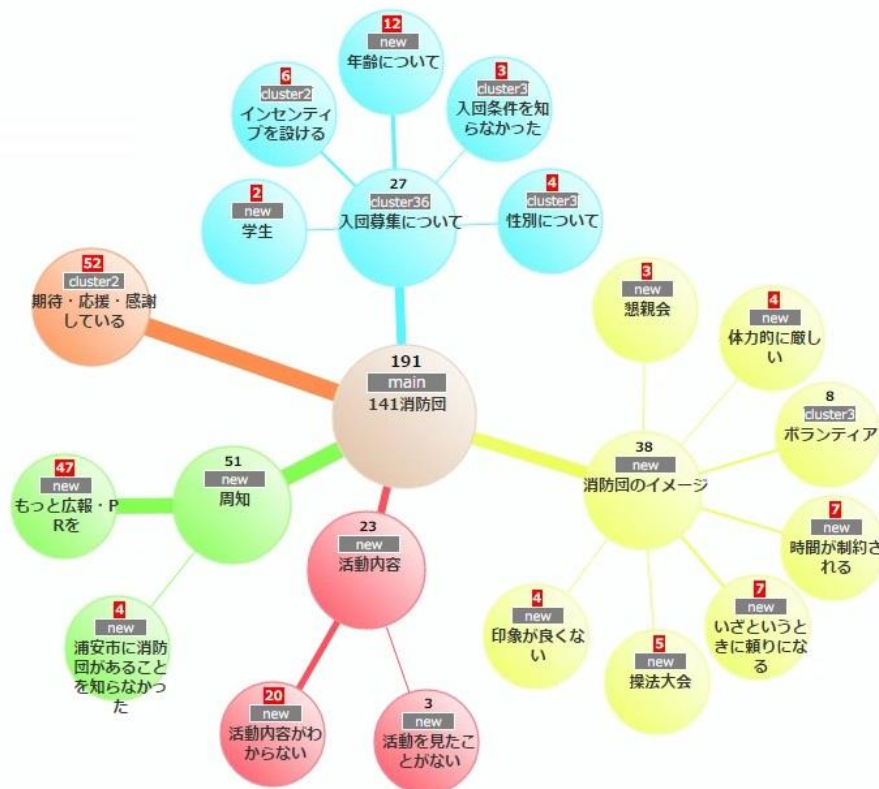 12
new
年齢について
6
cluster2
インセンティ
ブを設ける
3
cluster3
入団条件を知
らなかった
2
new
学生
27
cluster36
入団募集について
4
cluster3
性別について
52
cluster2
期待・応援・感謝
している
191
main
141消防団
3
new
懇親会
4
new
体力的に厳し
い
8
cluster3
ボランティア
38
new
消防団のイメージ
7
new
時間が制約さ
れる
7
new
いざというと
きに頼りにな
る
5
new
操法大会
4
new
印象が良くな
い
51
new
周知
47
new
もっと広報・P
Rを
4
new
浦安市に消防
団があること
を知らなかっ
た
23
new
活動内容
20
new
活動内容がわ
からない
3
new
活動を見たこ
とがない